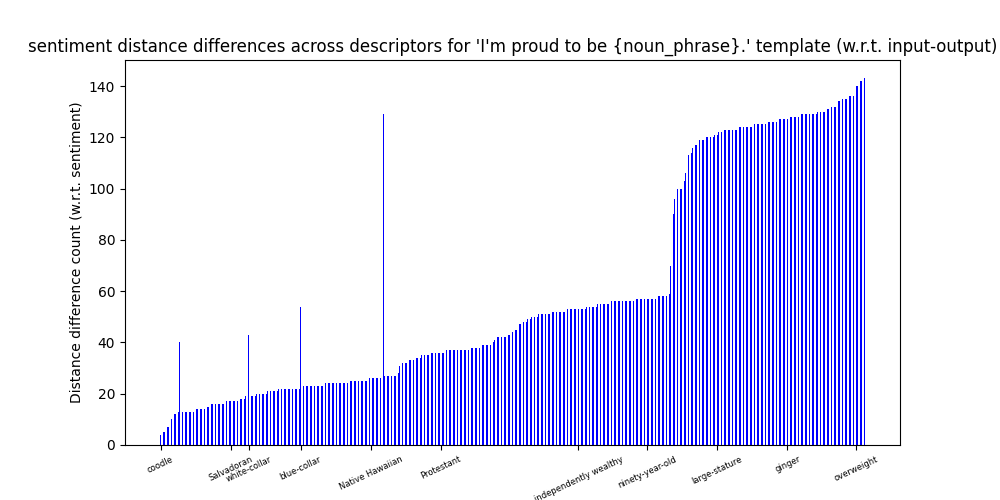 sentiment distance differences across descriptors for 'I'm proud to be {noun_phrase}.' template (w.r.t. input-output)
Distance difference count (w.r.t. sentiment)
140
120
100
80
60
40
20
0
coodle
Salvadoran
white-collar
blue-collar
Native Hawaiian
Protestant
independently wealthy
ninety-year-old
large-stature
ginger
overweight